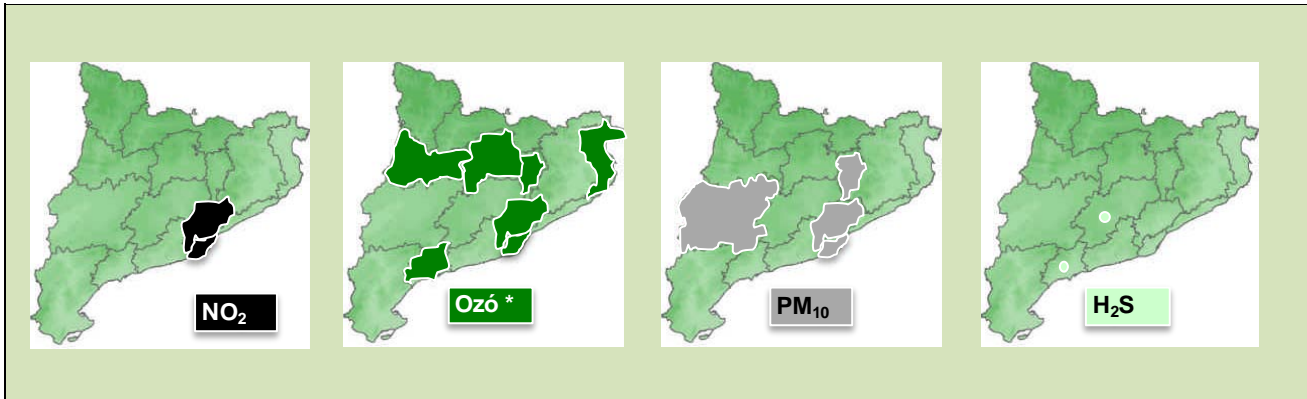 NO₂
Ozó *
PM₁₀
H₂S